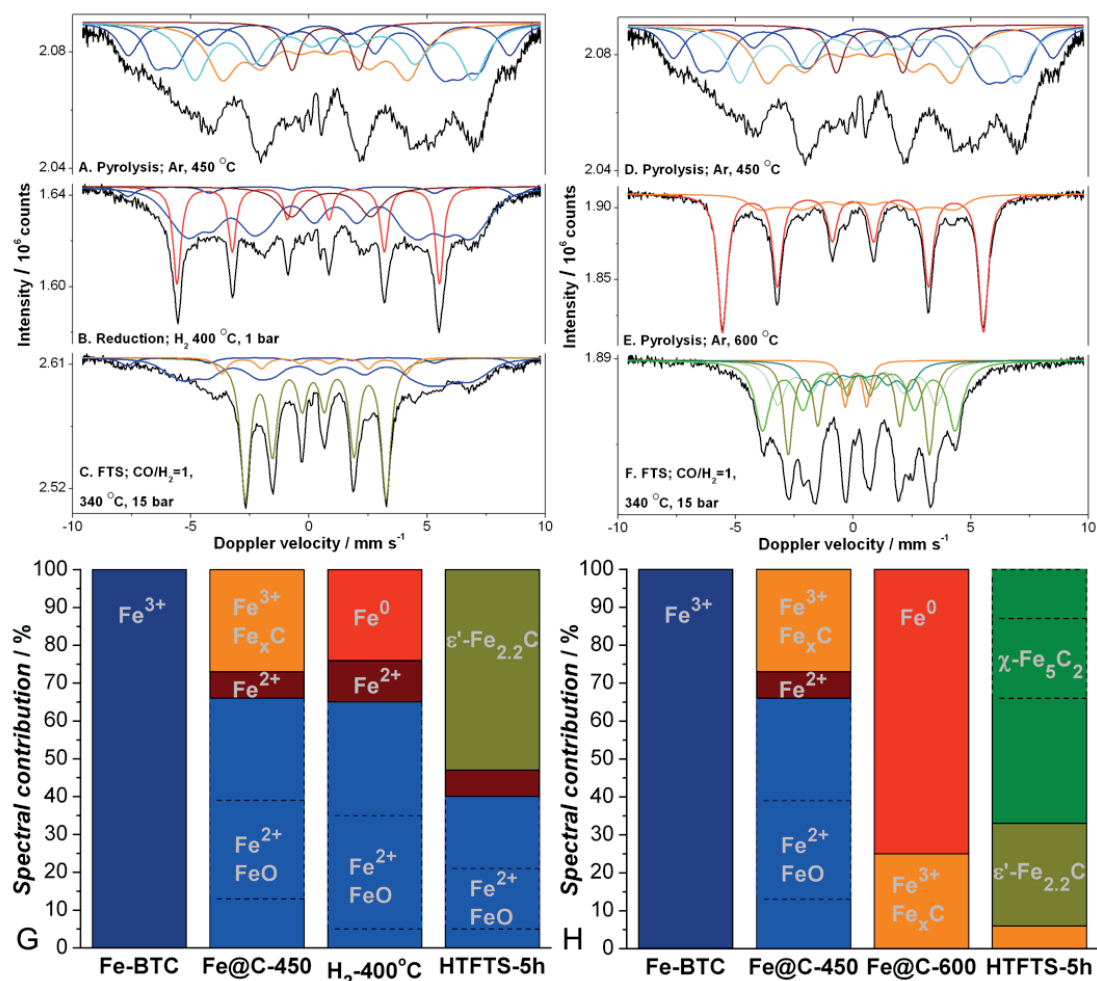 2.08
2.04
A. Pyrolysis; Ar, 450 °C
1.64
1.60
B. Reduction; H₂ 400 °C, 1 bar
2.61
2.52
C. FTS; CO/H₂=1,
340 °C, 15 bar
Intensity / 10⁶ counts
-10 -5 0 5 10
Doppler velocity / mm s⁻¹
2.08
2.04
D. Pyrolysis; Ar, 450 °C
1.90
1.85
E. Pyrolysis; Ar, 600 °C
1.89
F. FTS; CO/H₂=1,
340 °C, 15 bar
Intensity / 10⁶ counts
-10 -5 0 5 10
Doppler velocity / mm s⁻¹
Spectral contribution / %
100
90
80
70
60
50
40
30
20
10
0
Fe³⁺
Fe³⁺
FeₓC
Fe²⁺
Fe²⁺
FeO
Fe⁰
Fe²⁺
Fe²⁺
FeO
ε'-Fe₂.₂C
Fe²⁺
FeO
G
Fe-BTC Fe@C-450 H₂-400°C HTFTS-5h
Spectral contribution / %
100
90
80
70
60
50
40
30
20
10
0
Fe³⁺
Fe³⁺
FeₓC
Fe²⁺
Fe²⁺
FeO
Fe⁰
Fe³⁺
FeₓC
χ-Fe₅C₂
ε'-Fe₂.₂C
H
Fe-BTC Fe@C-450 Fe@C-600 HTFTS-5h